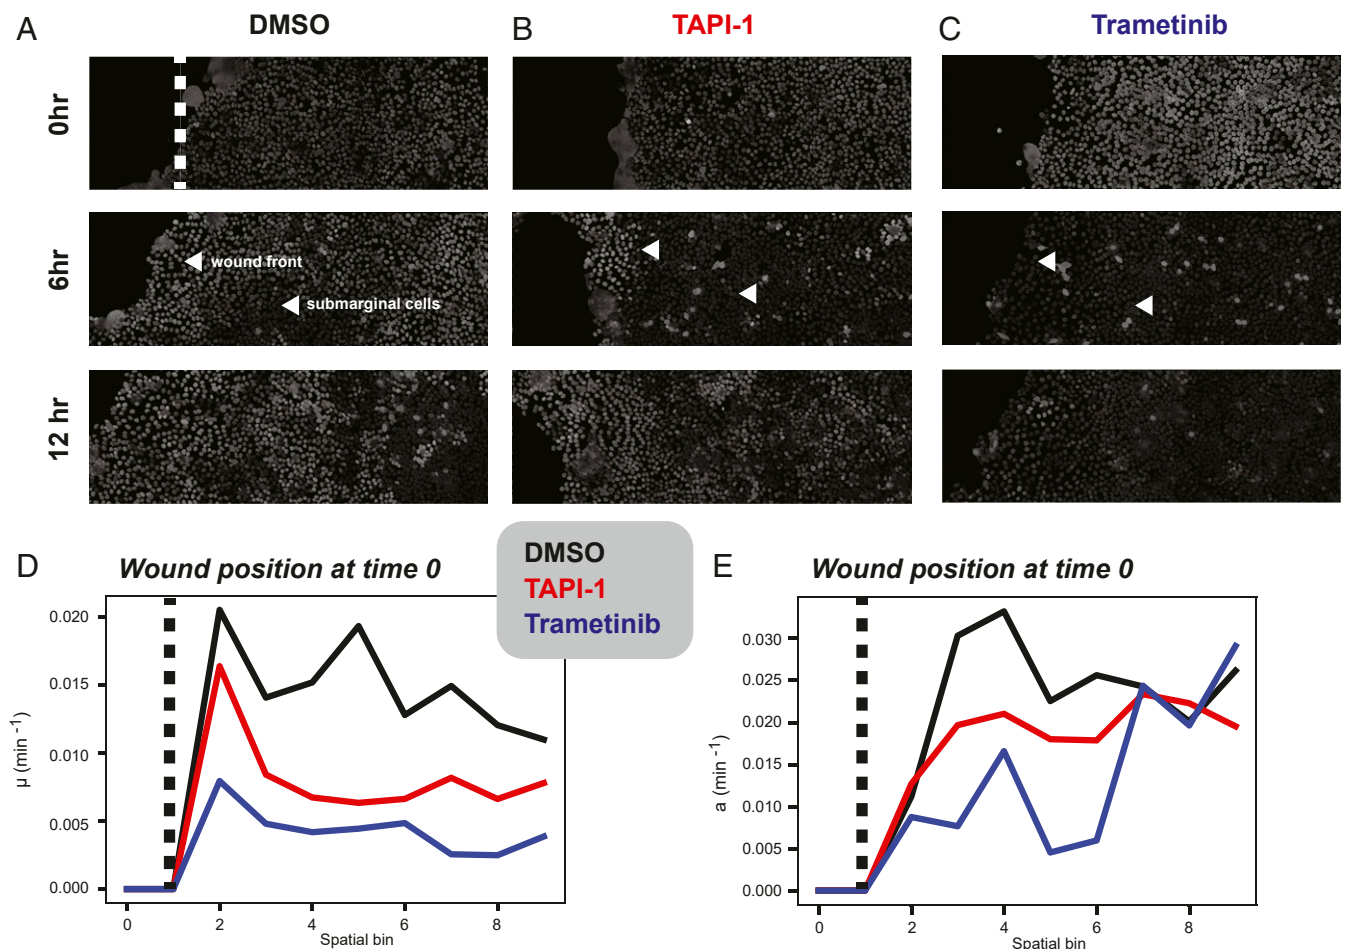 A
DMSO
B
TAPI-1
C
Trametinib
0hr
6hr
wound front
submarginal cells
12 hr
D
Wound position at time 0
DMSO
TAPI-1
Trametinib
E
Wound position at time 0
0.020
0.015
0.010
0.005
0.000
µ (min -1)
0
2
4
6
8
Spatial bin
0.030
0.025
0.020
0.015
0.010
0.005
0.000
a (min -1)
0
2
4
6
8
Spatial bin